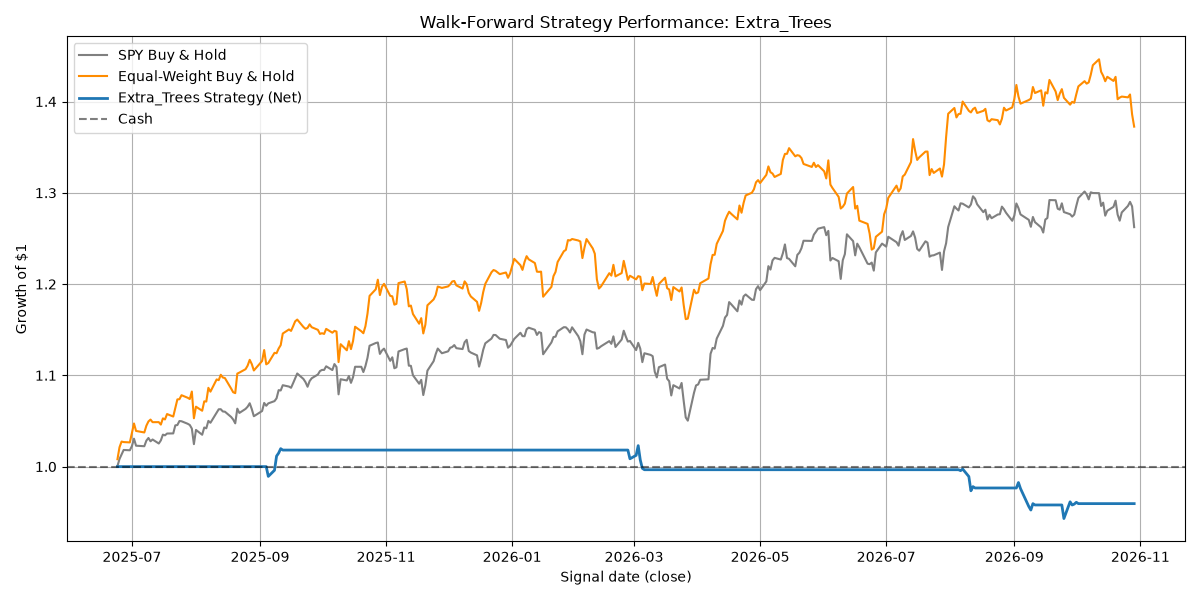 Walk-Forward Strategy Performance: Extra_Trees
SPY Buy & Hold
Equal-Weight Buy & Hold
Extra_Trees Strategy (Net)
Cash
Growth of $1
1.4
1.3
1.2
1.1
1.0
2025-07 2025-09 2025-11 2026-01 2026-03 2026-05 2026-07 2026-09 2026-11
Signal date (close)